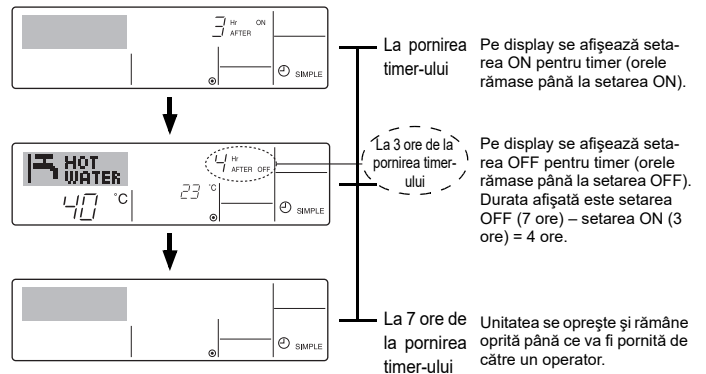 3 Hr ON
AFTER
SIMPLE
La pornirea
timer-ului
Pe display se afişează seta-
rea ON pentru timer (orele
rămase până la setarea ON).
HOT
WATER
4 Hr
AFTER OFF
40 °C
23 °C
SIMPLE
La 3 ore de la
pornirea timer-
ului
Pe display se afişează seta-
rea OFF pentru timer (orele
rămase până la setarea OFF).
Durata afişată este setarea
OFF (7 ore) – setarea ON (3
ore) = 4 ore.
SIMPLE
La 7 ore de
la pornirea
timer-ului
Unitatea se opreşte şi rămâne
oprită până ce va fi pornită de
către un operator.